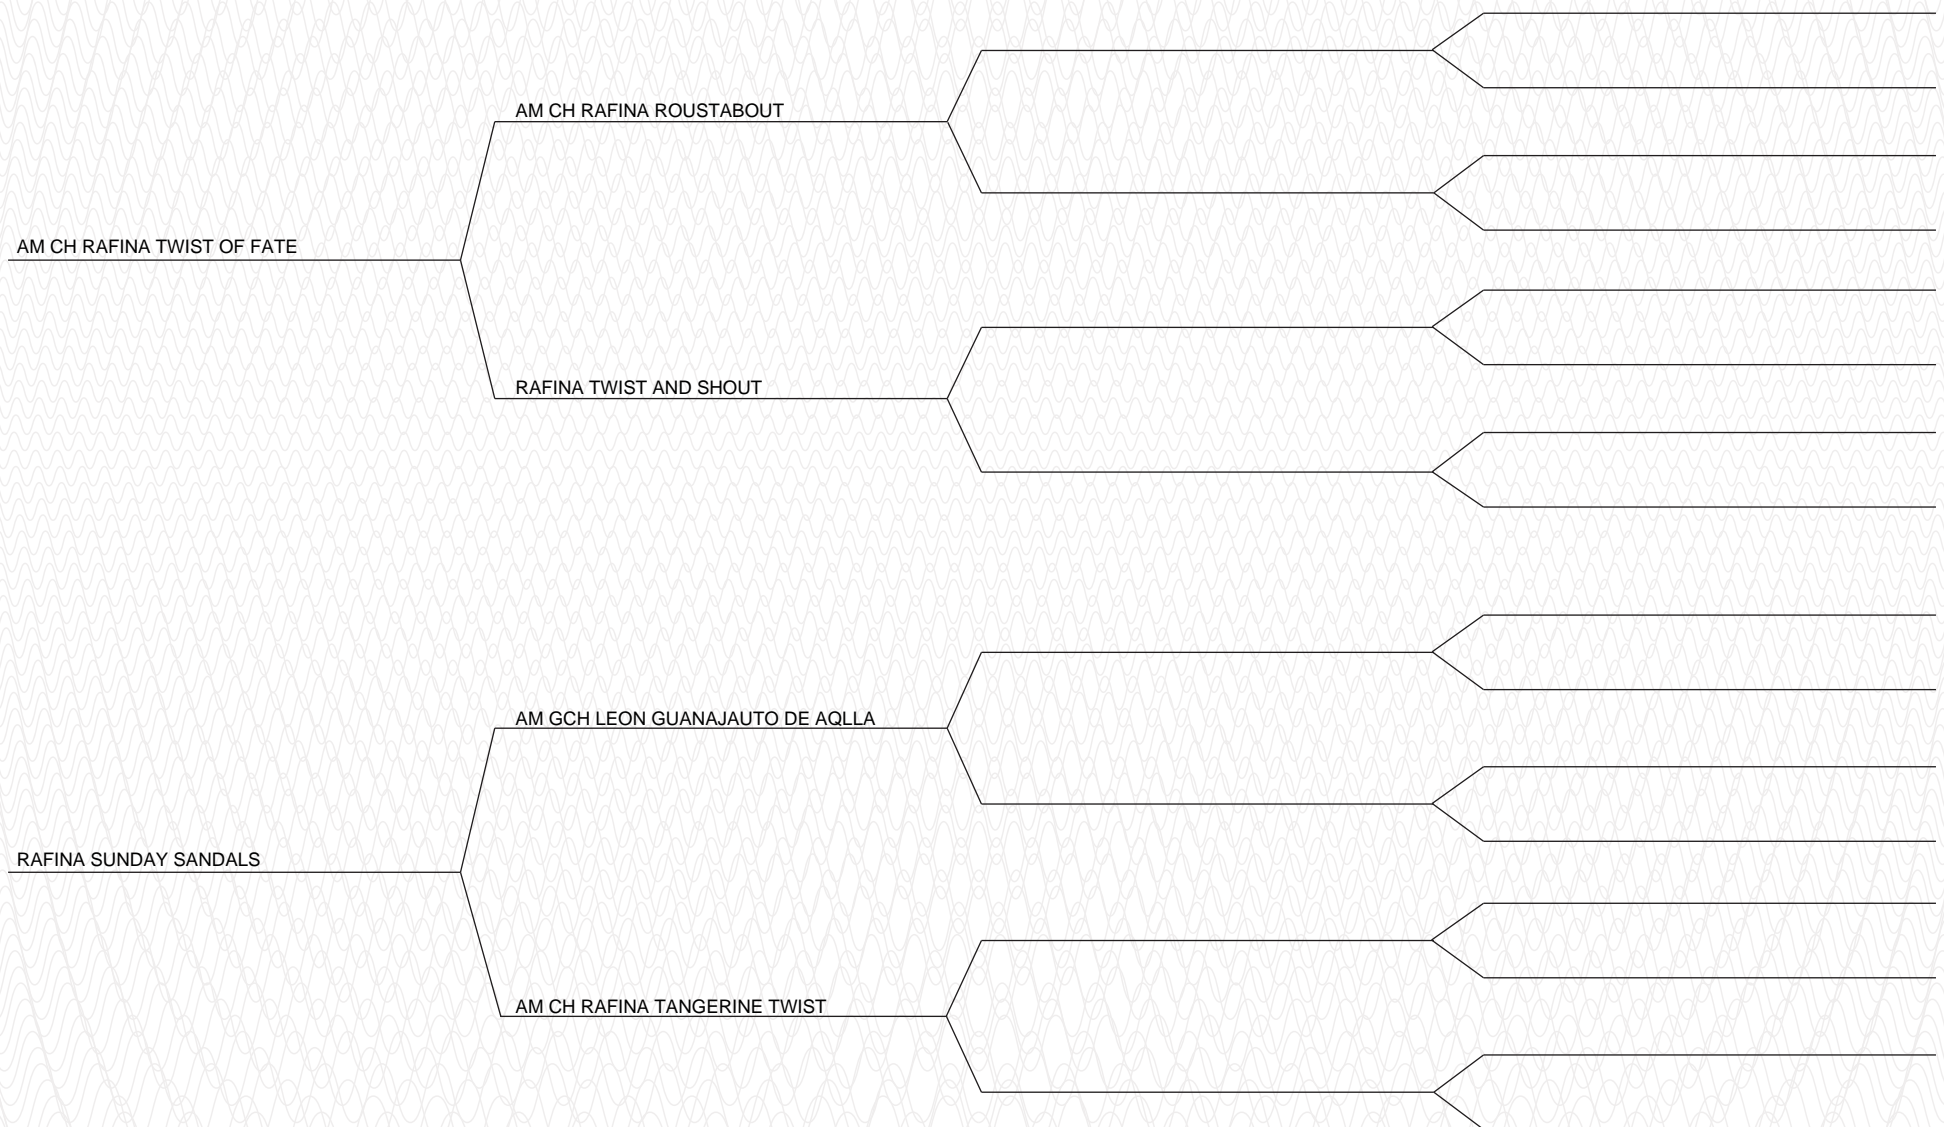 AM CH RAFINA ROUSTABOUT
AM CH RAFINA TWIST OF FATE
RAFINA TWIST AND SHOUT
AM GCH LEON GUANAJAUTO DE AQLLA
RAFINA SUNDAY SANDALS
AM CH RAFINA TANGERINE TWIST